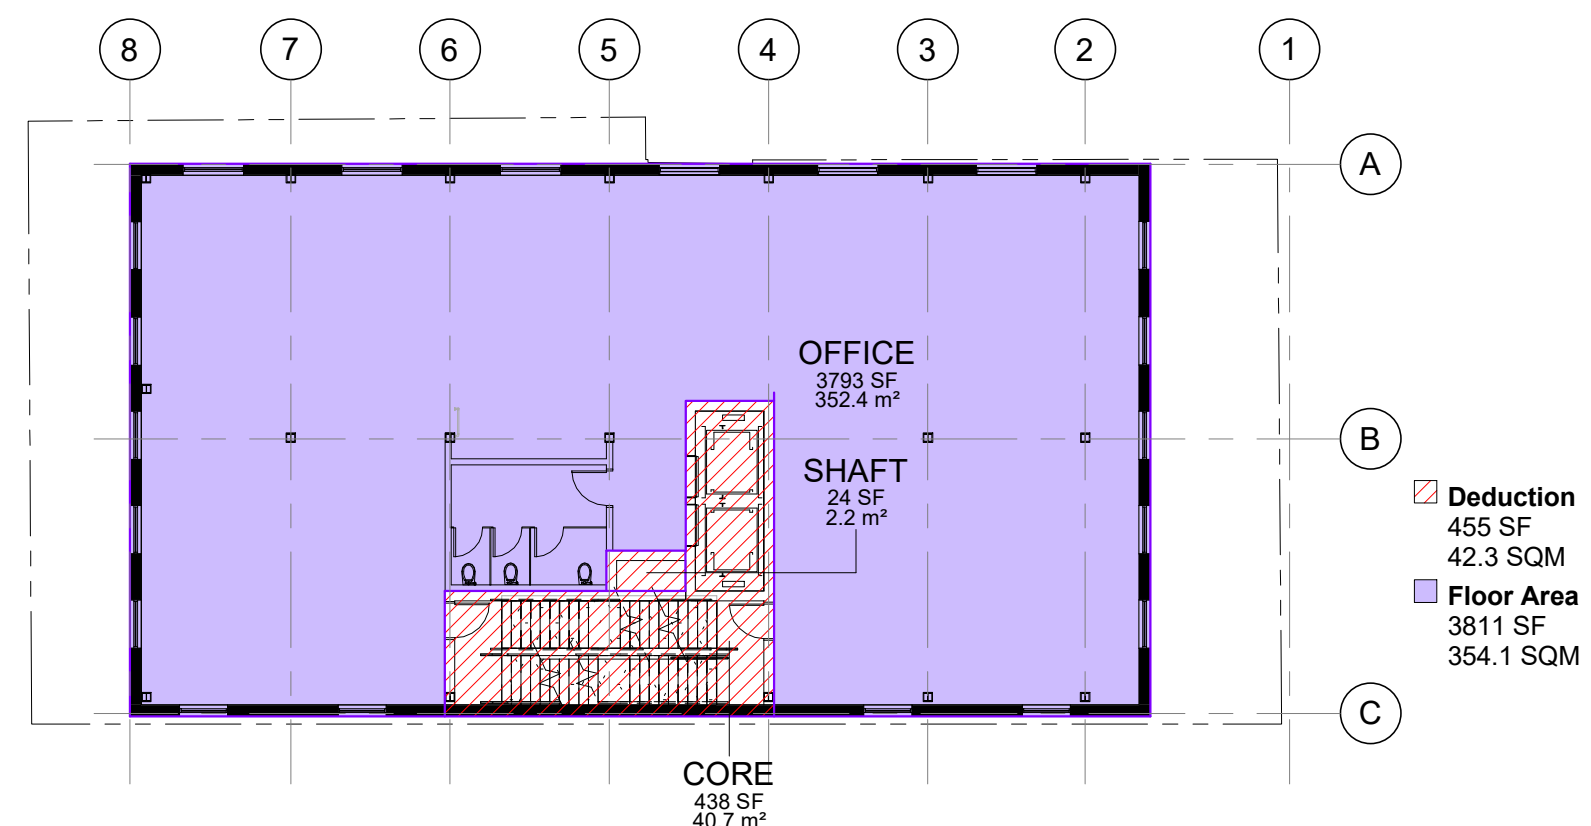 8
7
6
5
4
3
2
1
A
OFFICE
3793 SF
352.4 m²
B
SHAFT
24 SF
2.2 m²
Deduction
455 SF
42.3 SQM
Floor Area
3811 SF
354.1 SQM
C
CORE
438 SF
40.7 m²